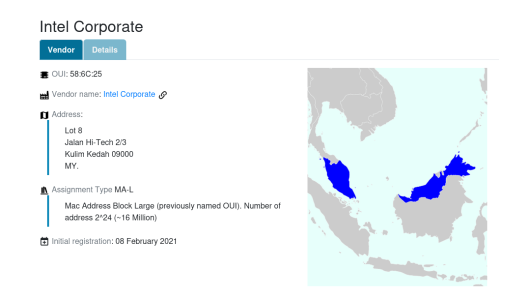 Intel Corporate
Vendor
Details
OUI: 58:6C:25
Vendor name: Intel Corporate
Address:
Lot 8
Jalan Hi-Tech 2/3
Kulim Kedah 09000
MY.
Assignment Type MA-L
Mac Address Block Large (previously named OUI). Number of
address 2^24 (~16 Million)
Initial registration: 08 February 2021